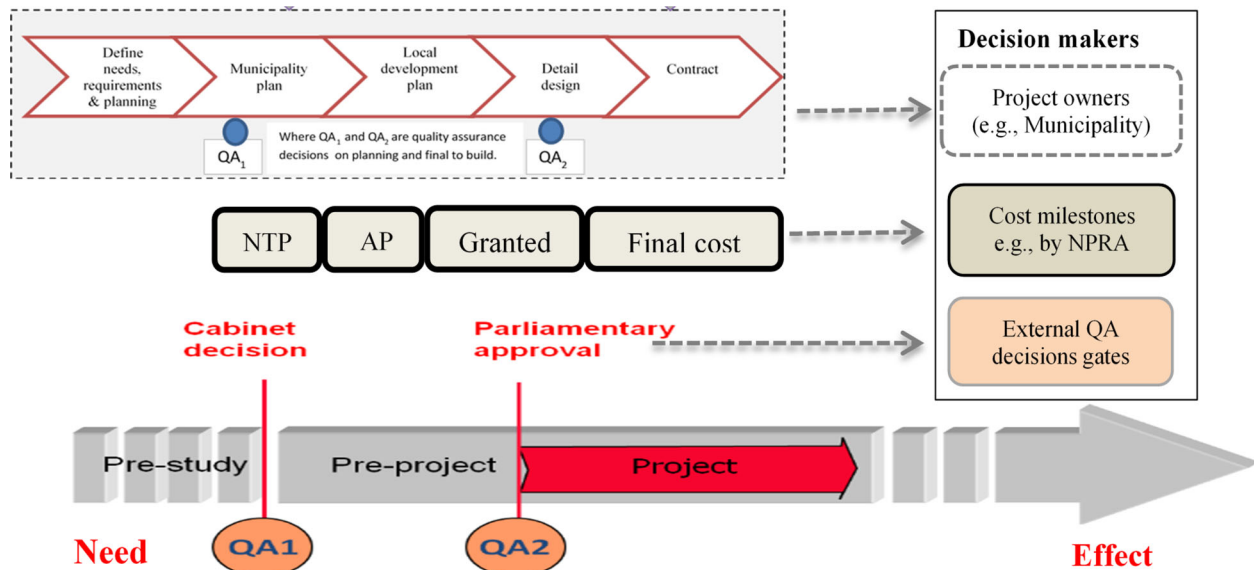 Define
needs,
requirements
& planning
Municipality
plan
Local
development
plan
Detail
design
Contract
QA1
Where QA1 and QA2 are quality assurance
decisions on planning and final to build.
QA2
Decision makers
Project owners
(e.g., Municipality)
Cost milestones
e.g., by NPRA
External QA
decisions gates
NTP
AP
Granted
Final cost
Cabinet
decision
Parliamentary
approval
Pre-study
Pre-project
Project
Need
QA1
QA2
Effect